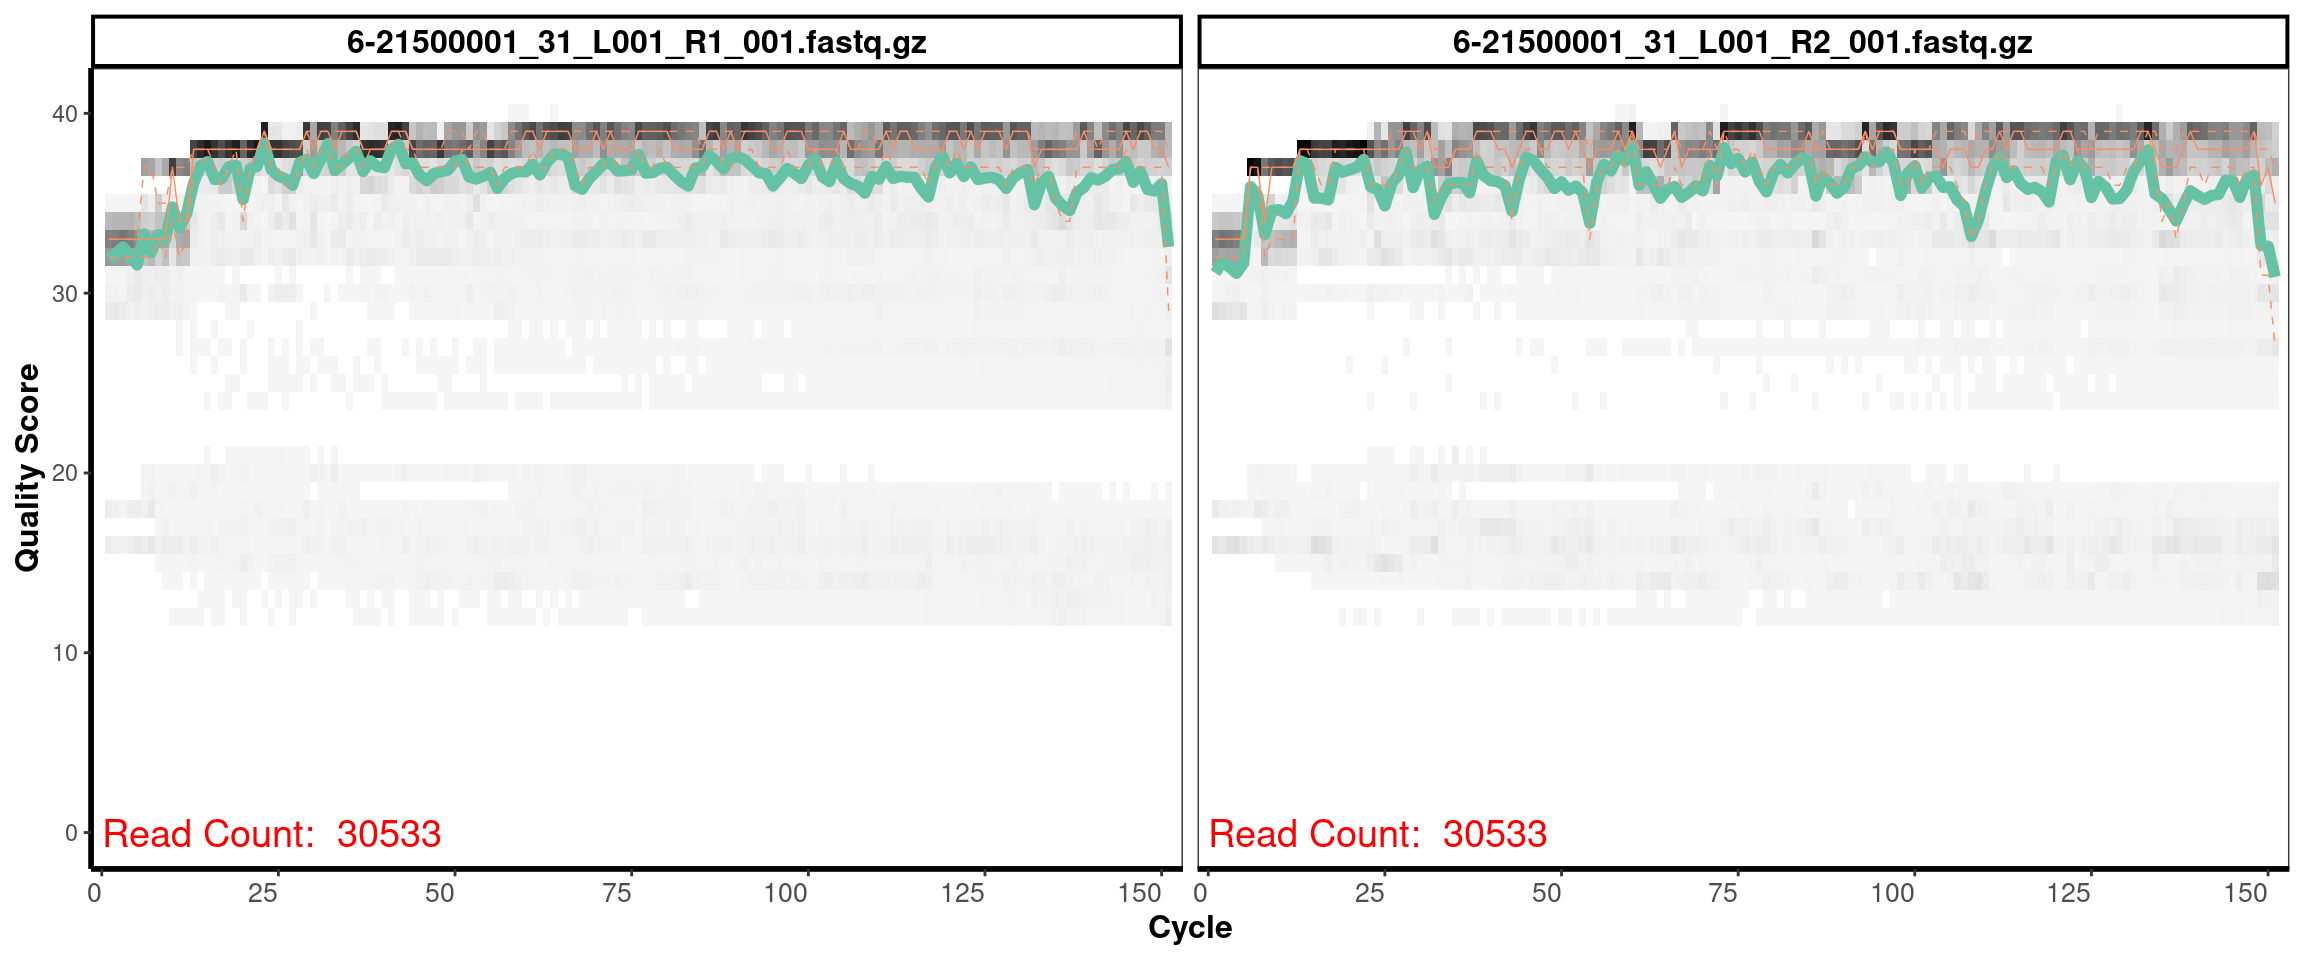 6-21500001_31_L001_R1_001.fastq.gz
6-21500001_31_L001_R2_001.fastq.gz
Quality Score
40
30
20
10
0
Read Count:  30533
Read Count:  30533
0 25 50 75 100 125 150
0 25 50 75 100 125 150
Cycle